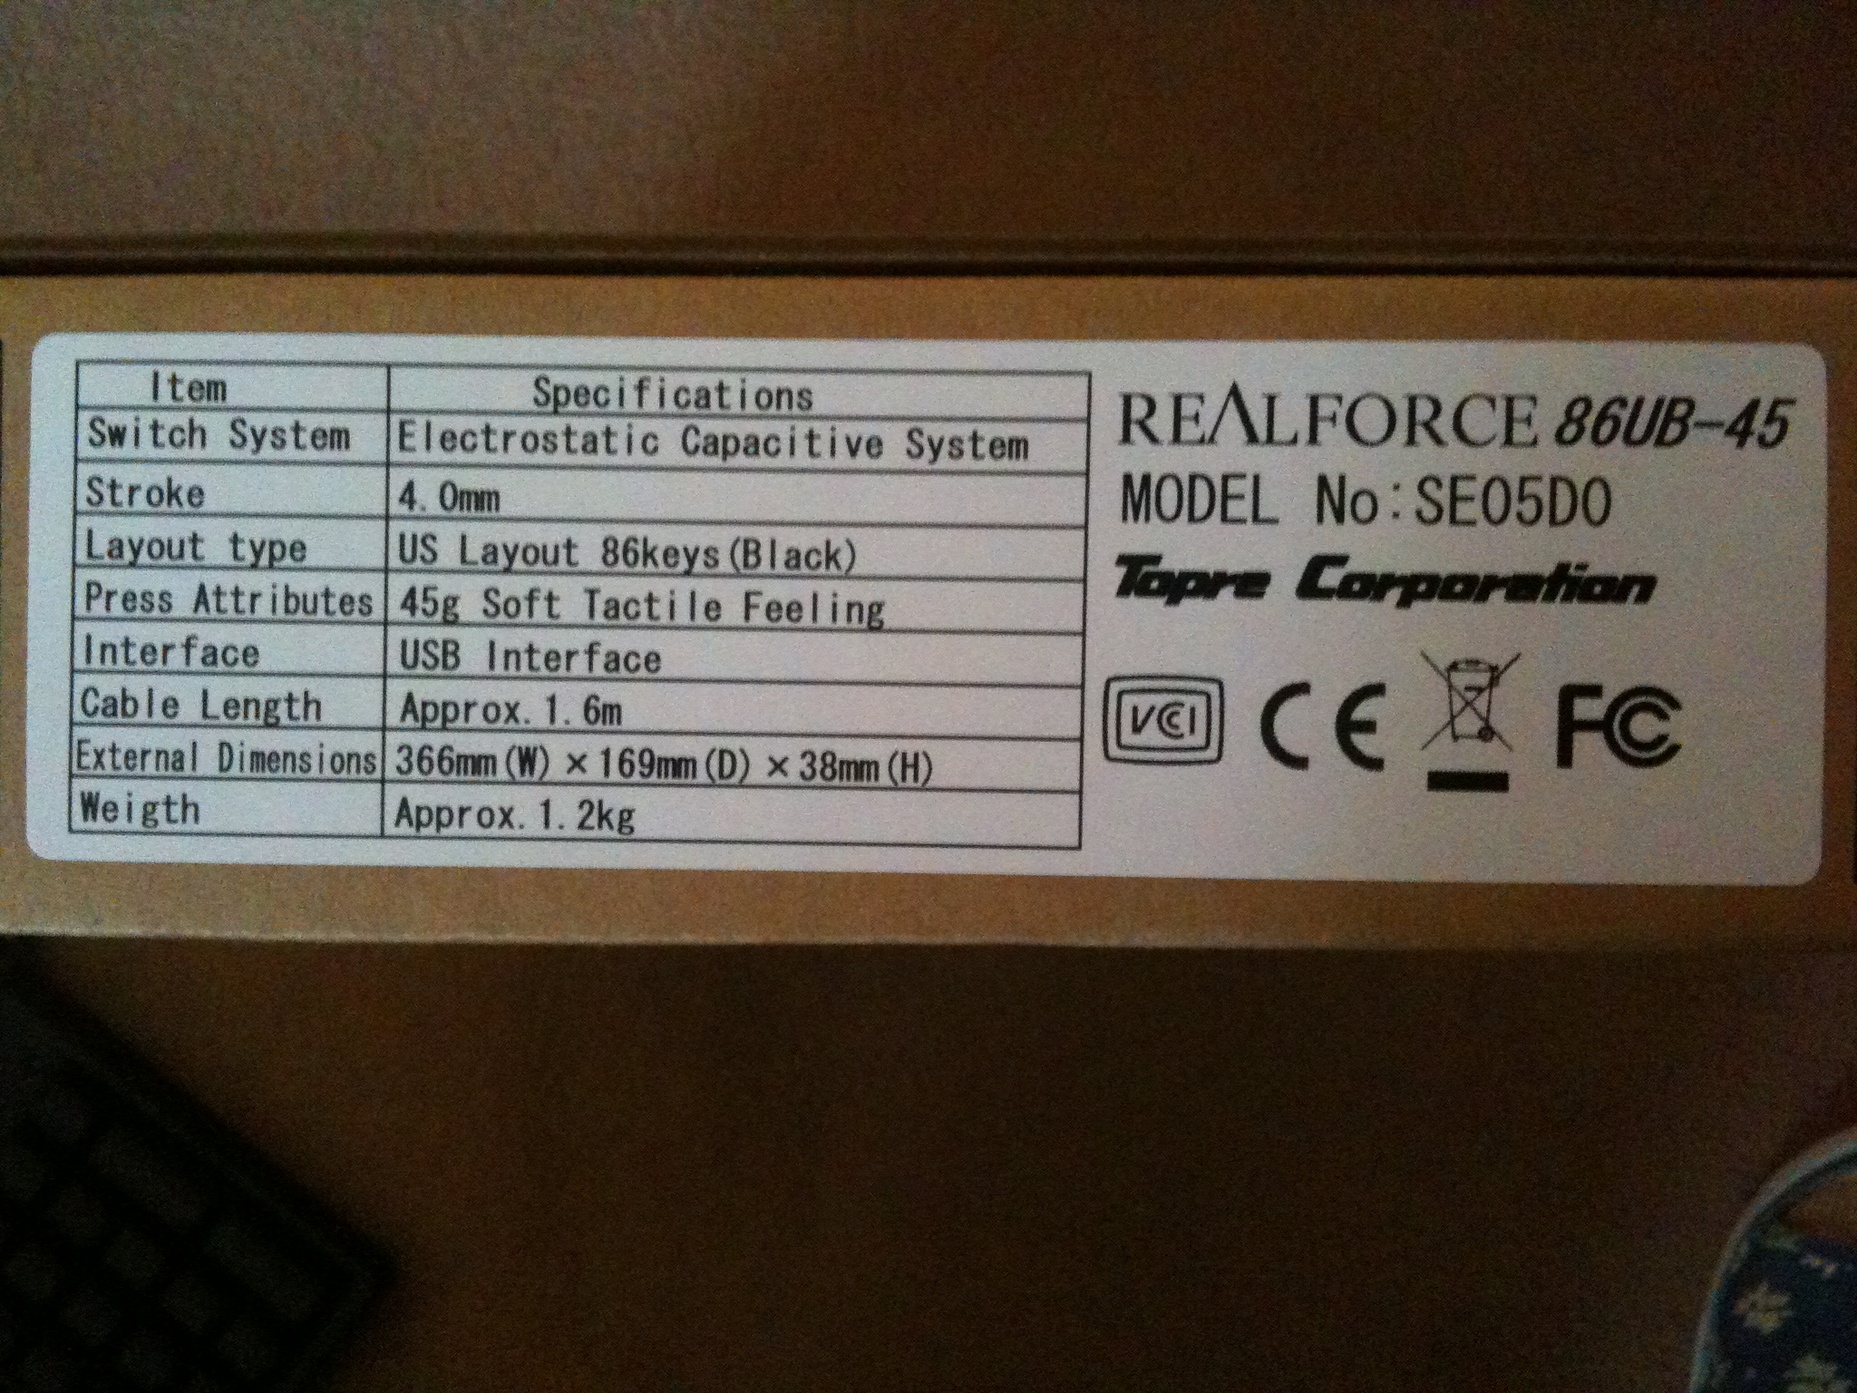 Item Specifications
Switch System Electrostatic Capacitive System
Stroke 4.0mm
Layout type US Layout 86keys(Black)
Press Attributes 45g Soft Tactile Feeling
Interface USB Interface
Cable Length Approx.1.6m
External Dimensions 366mm(W)×169mm(D)×38mm(H)
Weigth Approx.1.2kg
REALFORCE 86UB-45
MODEL No:SE05D0
Topre Corporation
VCI CE FC